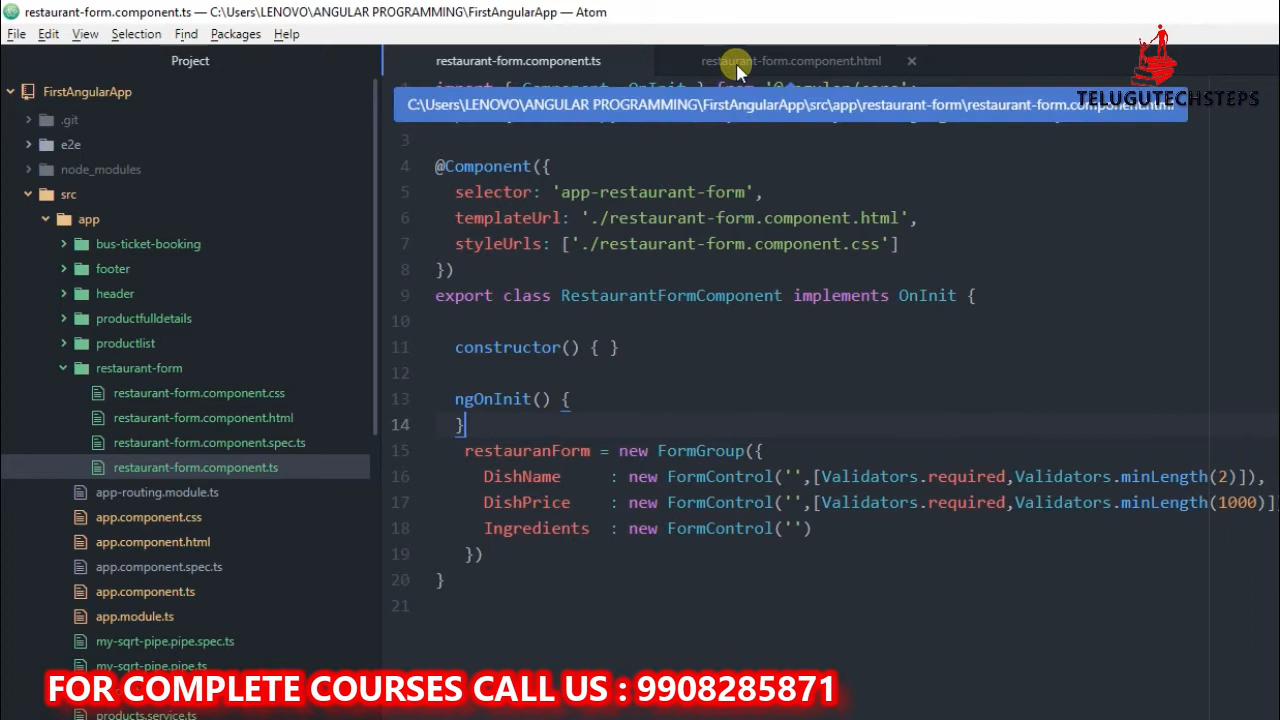 restaurant-form.component.ts — C:\Users\LENOVO\ANGULAR PROGRAMMING\FirstAngularApp — Atom
File Edit View Selection Find Packages Help
Project
FirstAngularApp
.git
e2e
node_modules
src
app
bus-ticket-booking
footer
header
productfulldetails
productlist
restaurant-form
restaurant-form.component.css
restaurant-form.component.html
restaurant-form.component.spec.ts
restaurant-form.component.ts
app-routing.module.ts
app.component.css
app.component.html
app.component.spec.ts
app.component.ts
app.module.ts
my-sqrt-pipe.pipe.spec.ts
my-sqrt-pipe.pipe.ts
products.service.ts
restaurant-form.component.ts restaurant-form.component.html
TELUGUTECHSTEPS
C:\Users\LENOVO\ANGULAR PROGRAMMING\FirstAngularApp\src\app\restaurant-form\restaurant-form.component.html
3
4 @Component({
5 selector: 'app-restaurant-form',
6 templateUrl: './restaurant-form.component.html',
7 styleUrls: ['./restaurant-form.component.css']
8 })
9 export class RestaurantFormComponent implements OnInit {
10
11 constructor() { }
12
13 ngOnInit() {
14 }
15 restauranForm = new FormGroup({
16 DishName : new FormControl('',[Validators.required,Validators.minLength(2)]),
17 DishPrice : new FormControl('',[Validators.required,Validators.minLength(1000)]
18 Ingredients : new FormControl('')
19 })
20 }
21
FOR COMPLETE COURSES CALL US : 9908285871